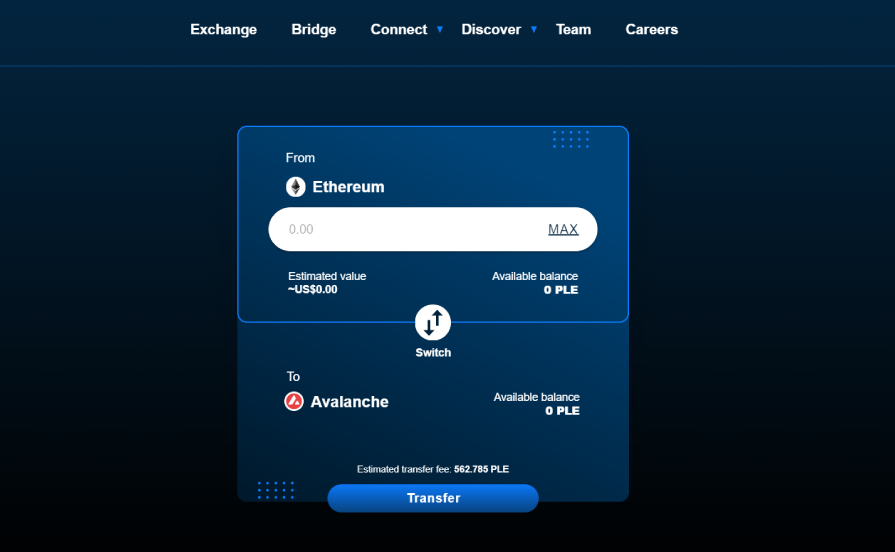 Exchange Bridge Connect Discover Team Careers
From
Ethereum
0.00 MAX
Estimated value Available balance
~US$0.00 0 PLE
Switch
To
Avalanche
Available balance
0 PLE
Estimated transfer fee: 562.785 PLE
Transfer